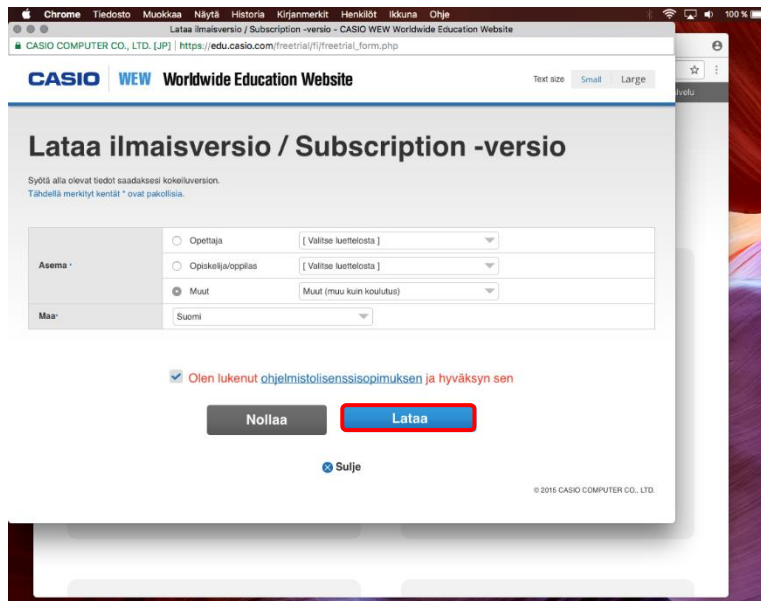 Chrome Tiedosto Muokkaa Näytä Historia Kirjanmerkit Henkilöt Ikkuna Ohje 100 %
Lataa ilmaisversio / Subscription -versio - CASIO WEW Worldwide Education Website
CASIO COMPUTER CO., LTD. [JP] https://edu.casio.com/freetrial/fi/freetrial_form.php
CASIO WEW Worldwide Education Website Text size Small Large
Lataa ilmaisversio / Subscription -versio
Syötä alla olevat tiedot saadaksesi kokeiluversion.
Tähdellä merkityt kentät * ovat pakollisia.
Asema *
Opettaja [ Valitse luettelosta ]
Opiskelija/oppilas [ Valitse luettelosta ]
Muut Muut (muu kuin koulutus)
Maa* Suomi
Olen lukenut ohjelmistolisenssisopimuksen ja hyväksyn sen
Nollaa Lataa
Sulje
© 2015 CASIO COMPUTER CO., LTD.